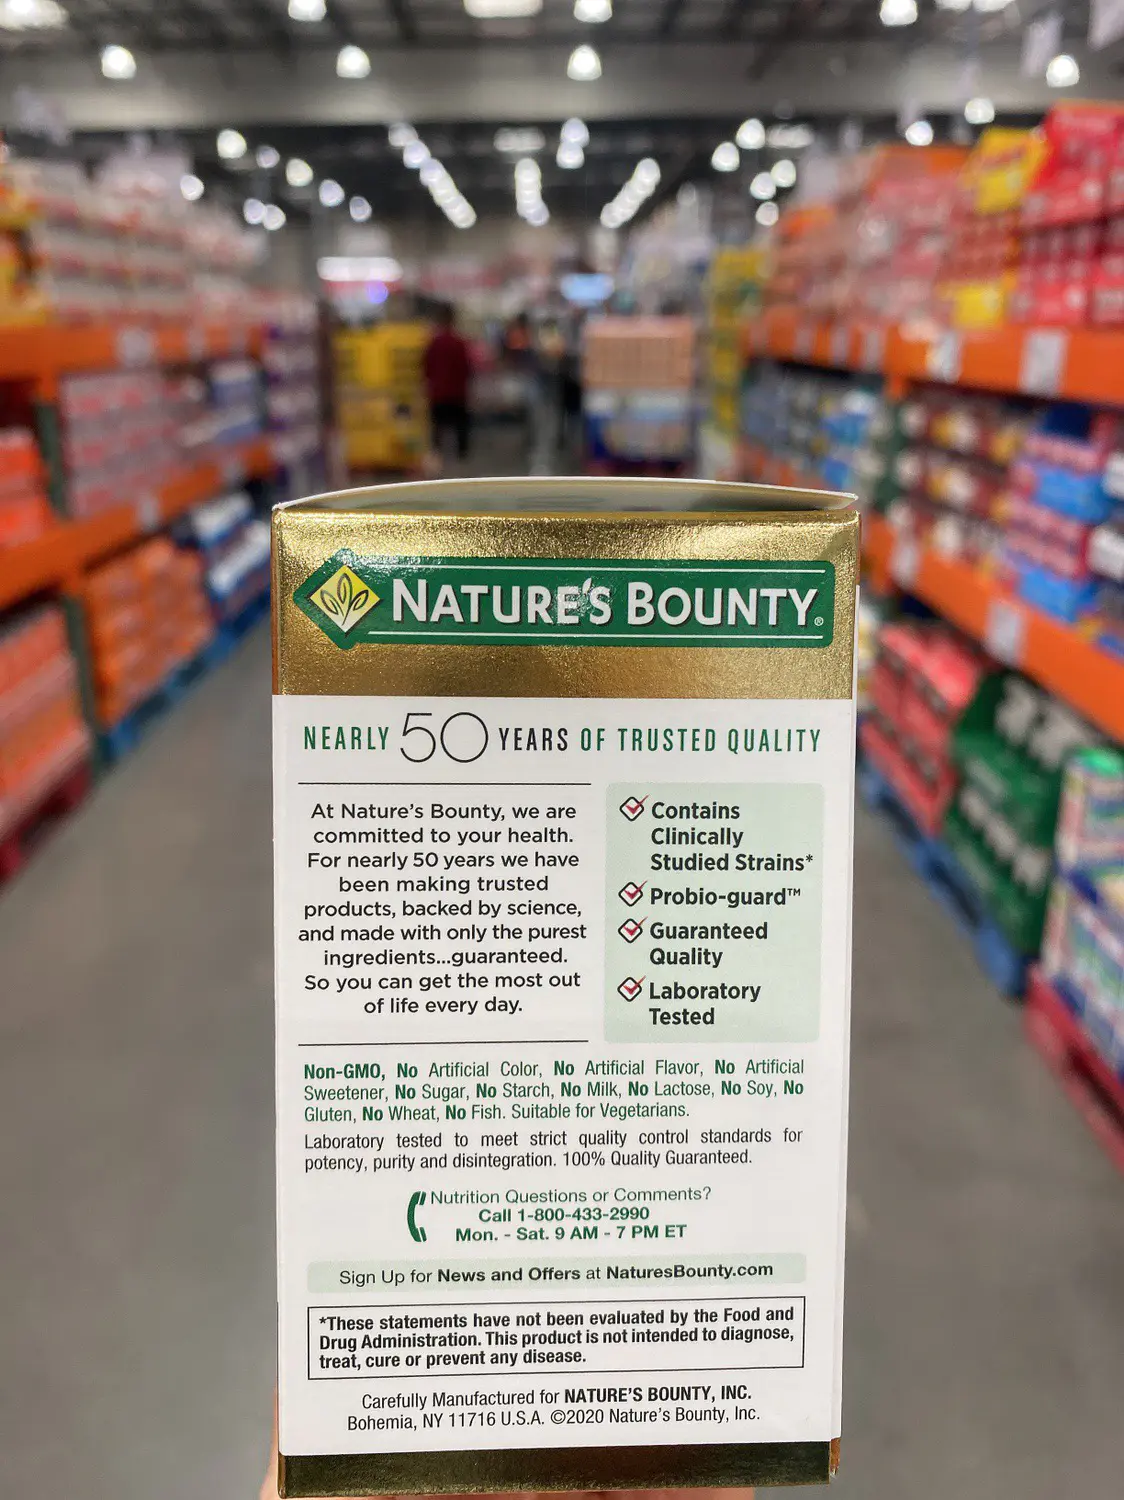 NATURE'S BOUNTY®
NEARLY 50 YEARS OF TRUSTED QUALITY
At Nature's Bounty, we are
committed to your health.
For nearly 50 years we have
been making trusted
products, backed by science,
and made with only the purest
ingredients...guaranteed.
So you can get the most out
of life every day.
Contains
Clinically
Studied Strains*
Probio-guard™
Guaranteed
Quality
Laboratory
Tested
Non-GMO, No Artificial Color, No Artificial Flavor, No Artificial
Sweetener, No Sugar, No Starch, No Milk, No Lactose, No Soy, No
Gluten, No Wheat, No Fish. Suitable for Vegetarians.
Laboratory tested to meet strict quality control standards for
potency, purity and disintegration. 100% Quality Guaranteed.
Nutrition Questions or Comments?
Call 1-800-433-2990
Mon. - Sat. 9 AM - 7 PM ET
Sign Up for News and Offers at NaturesBounty.com
*These statements have not been evaluated by the Food and
Drug Administration. This product is not intended to diagnose,
treat, cure or prevent any disease.
Carefully Manufactured for NATURE'S BOUNTY, INC.
Bohemia, NY 11716 U.S.A. ©2020 Nature's Bounty, Inc.